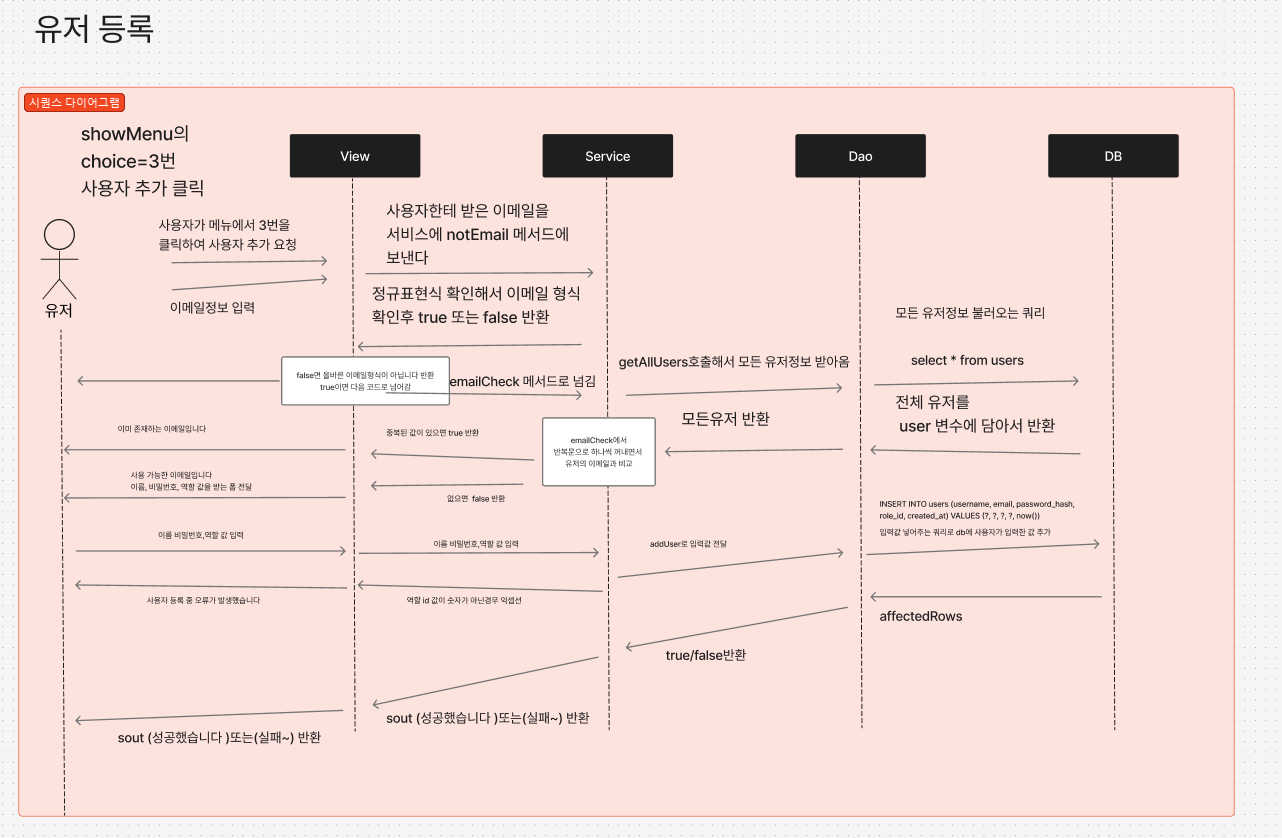 유저 등록
시퀀스 다이어그램
showMenu의
choice=3번
사용자 추가 클릭
View
Service
Dao
DB
사용자가 메뉴에서 3번을
클릭하여 사용자 추가 요청
사용자한테 받은 이메일을
서비스에 notEmail 메서드에
보낸다
이메일정보 입력
유저
정규표현식 확인해서 이메일 형식
확인후 true 또는 false 반환
모든 유저정보 불러오는 쿼리
false면 올바른 이메일형식이 아닙니다 반환
true이면 다음 코드로 넘어감
emailCheck 메서드로 넘김
getAllUsers호출해서 모든 유저정보 받아옴
select * from users
전체 유저를
user 변수에 담아서 반환
모든유저 반환
이미 존재하는 이메일입니다
중복된 값이 있으면 true 반환
emailCheck에서
반복문으로 하나씩 꺼내면서
유저의 이메일과 비교
사용 가능한 이메일입니다
이름, 비밀번호, 역할 값을 받는 폼 전달
없으면 false 반환
INSERT INTO users (username, email, password_hash,
role_id, created_at) VALUES (?, ?, ?, ?, now())
입력값 넣어주는 쿼리로 db에 사용자가 입력한 값 추가
이름 비밀번호,역할 값 입력
이름 비밀번호,역할 값 입력
addUser로 입력값 전달
사용자 등록 중 오류가 발생했습니다
역할 id 값이 숫자가 아닌경우 익셉션
affectedRows
true/false반환
sout (성공했습니다 )또는(실패~) 반환
sout (성공했습니다 )또는(실패~) 반환